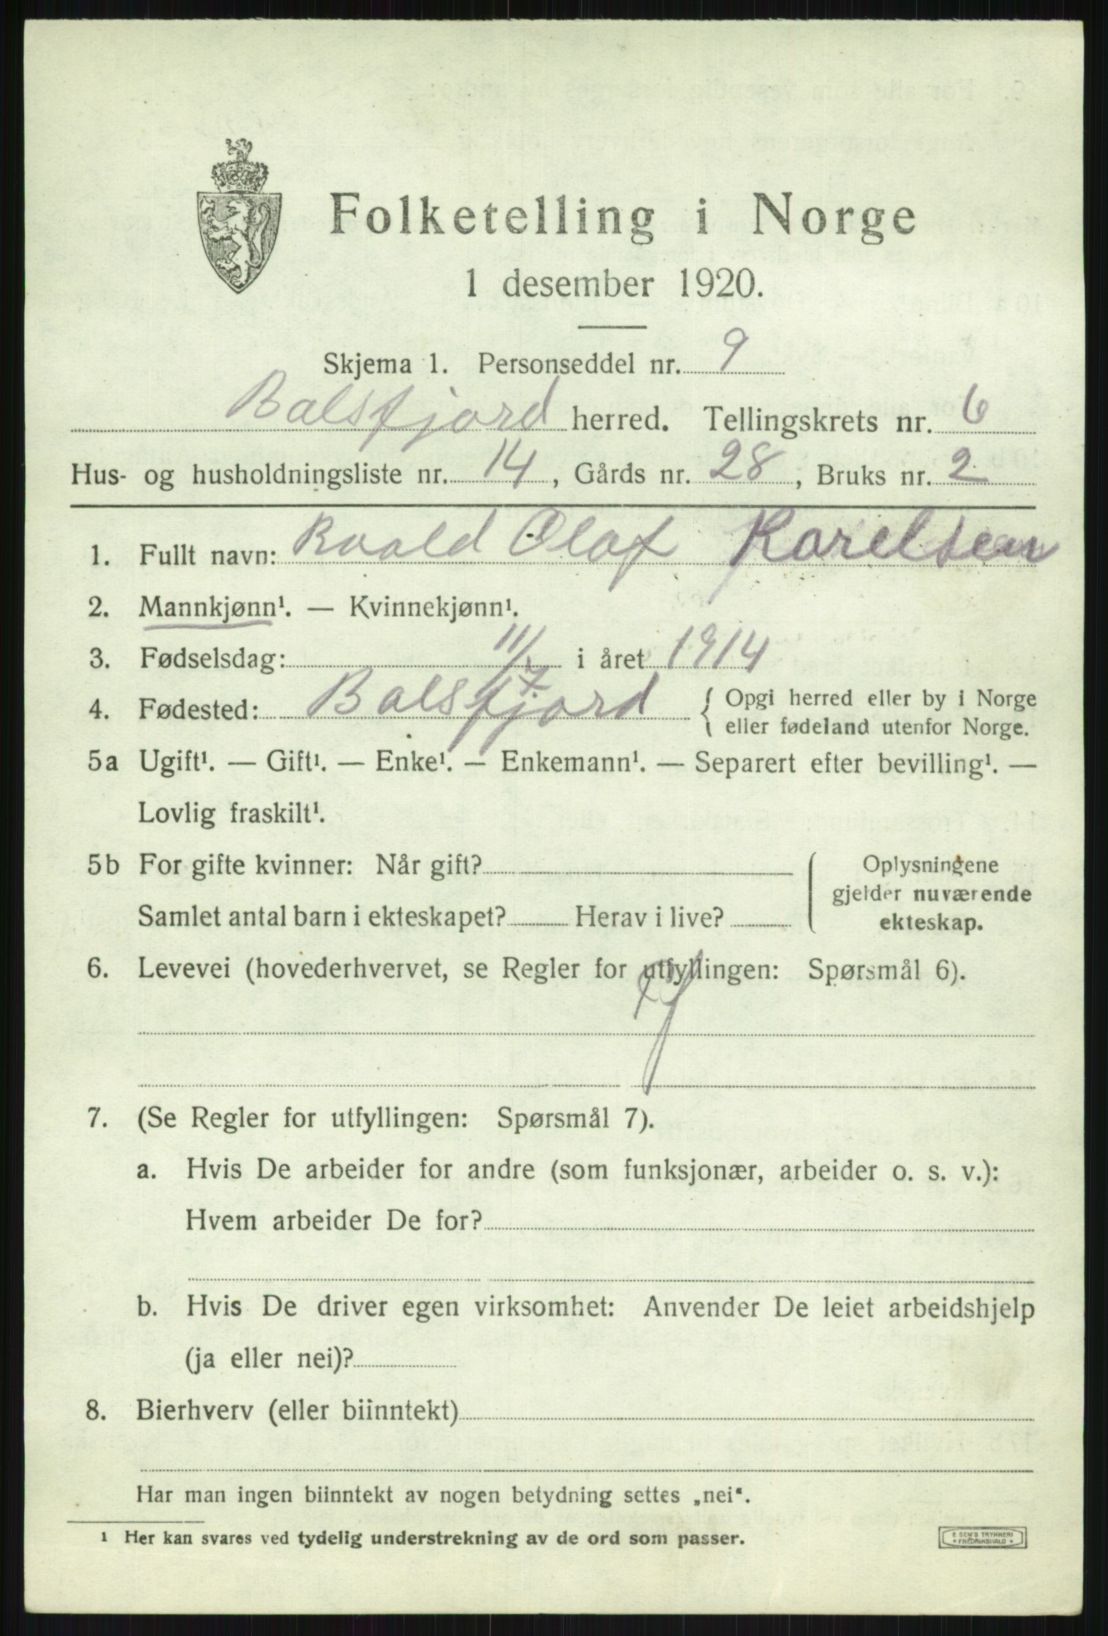 Folketelling i Norge
1 desember 1920.
Skjema 1. Personseddel nr. 9
Balsfjord herred. Tellingskrets nr. 6
Hus- og husholdningsliste nr. 14, Gårds nr. 28, Bruks nr. 2
1. Fullt navn: Roald Olaf Karelsen
2. Mannkjønn¹. — Kvinnekjønn¹.
3. Fødselsdag: 11/7 i året 1914
4. Fødested: Balsfjord { Opgi herred eller by i Norge
eller fødeland utenfor Norge.
5a Ugift¹. — Gift¹. — Enke¹. — Enkemann¹. — Separert efter bevilling¹. —
Lovlig fraskilt¹.
5b For gifte kvinner: Når gift?
Samlet antal barn i ekteskapet? Herav i live?
Oplysningene
gjelder nuværende
ekteskap.
6. Levevei (hovederhvervet, se Regler for utfyllingen: Spørsmål 6).
7. (Se Regler for utfyllingen: Spørsmål 7).
a. Hvis De arbeider for andre (som funksjonær, arbeider o. s. v.):
Hvem arbeider De for?
b. Hvis De driver egen virksomhet: Anvender De leiet arbeidshjelp
(ja eller nei)?
8. Bierhverv (eller biinntekt)
Har man ingen biinntekt av nogen betydning settes „nei“.
¹ Her kan svares ved tydelig understrekning av de ord som passer.